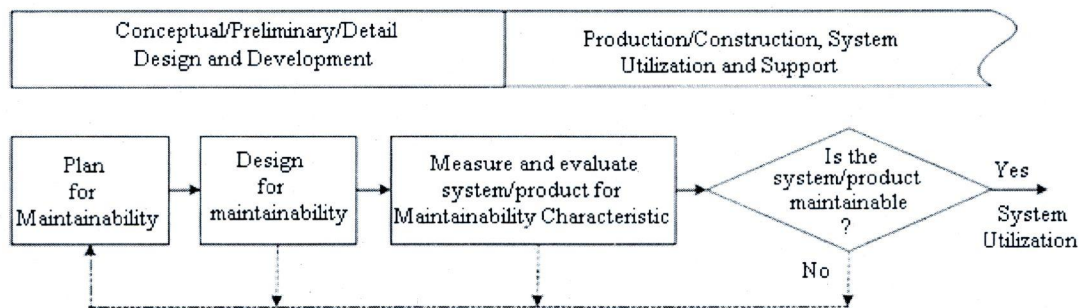 Conceptual/Preliminary/Detail
Design and Development
Production/Construction, System
Utilization and Support
Plan
for
Maintainability
Design
for
maintainability
Measure and evaluate
system/product for
Maintainability Characteristic
Is the
system/product
maintainable
?
Yes
System
Utilization
No